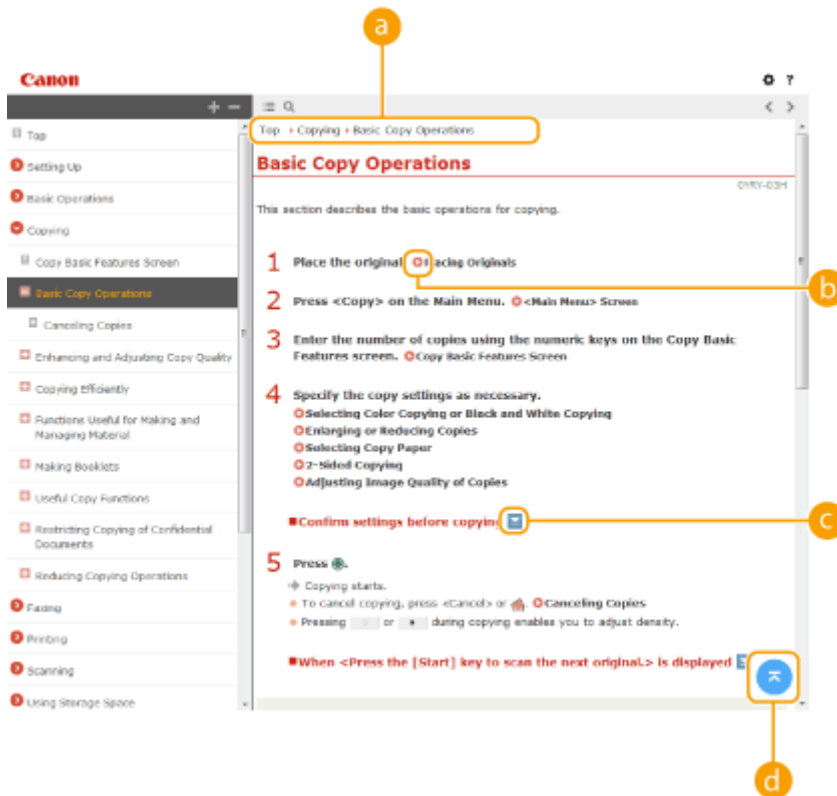 a
Canon
?
+ −
< >
Top
Setting Up
Basic Operations
Copying
Copy Basic Features Screen
Basic Copy Operations
Canceling Copies
Enhancing and Adjusting Copy Quality
Copying Efficiently
Functions Useful for Making and
Managing Material
Making Booklets
Useful Copy Functions
Restricting Copying of Confidential
Documents
Reducing Copying Operations
Faxing
Printing
Scanning
Using Storage Space
Top Copying Basic Copy Operations
Basic Copy Operations
0YRY-03H
This section describes the basic operations for copying.
1 Place the original acing Originals
b
2 Press <Copy> on the Main Menu. <Main Menu> Screen
3 Enter the number of copies using the numeric keys on the Copy Basic
Features screen. Copy Basic Features Screen
4 Specify the copy settings as necessary.
Selecting Color Copying or Black and White Copying
Enlarging or Reducing Copies
Selecting Copy Paper
2-Sided Copying
Adjusting Image Quality of Copies
■Confirm settings before copying
c
5 Press .
Copying starts.
To cancel copying, press <Cancel> or . Canceling Copies
Pressing or during copying enables you to adjust density.
■When <Press the [Start] key to scan the next original.> is displayed
d